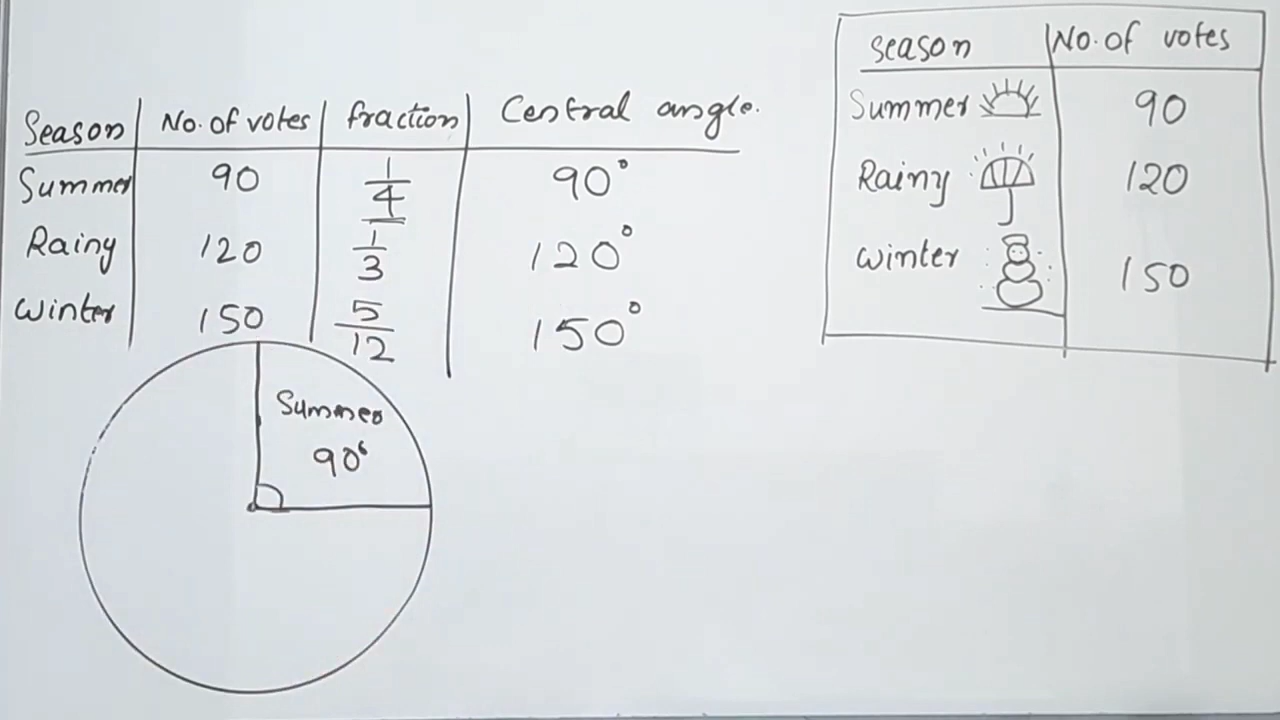 Season No. of votes fraction Central angle.
Summer 90 1/4 90°
Rainy 120 1/3 120°
Winter 150 5/12 150°
Summer
90°
Season No. of votes
Summer 90
Rainy 120
Winter 150